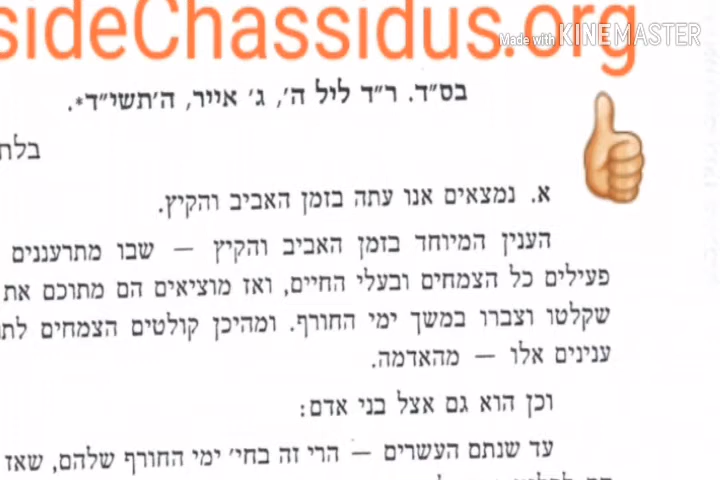 sideChassidus.org
Made with KINEMASTER
בס״ד. ר״ד ליל ה׳, ג׳ אייר, ה׳תשי״ד*.
בלת
א. נמצאים אנו עתה בזמן האביב והקיץ.
הענין המיוחד בזמן האביב והקיץ – שבו מתרעננים
פעילים כל הצמחים ובעלי החיים, ואז מוציאים הם מתוכם את
שקלטו וצברו במשך ימי החורף. ומהיכן קולטים הצמחים לתו
ענינים אלו – מהאדמה.
וכן הוא גם אצל בני אדם:
עד שנתם העשרים – הרי זה בחי׳ ימי החורף שלהם, שאז